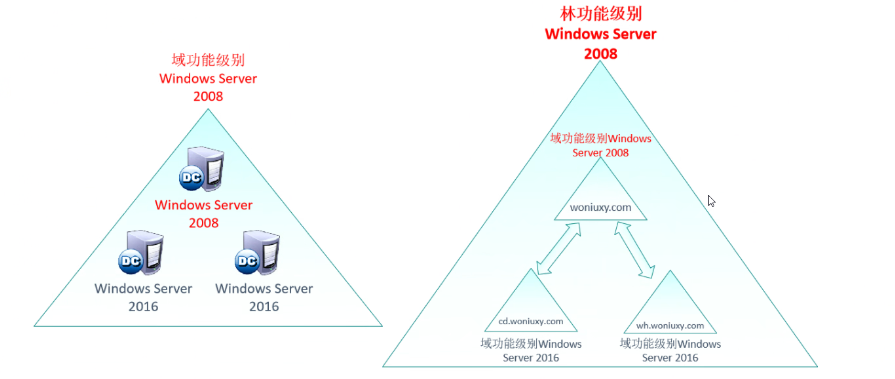 域功能级别
Windows Server
2008
DC
Windows Server
2008
DC
DC
Windows Server
2016
Windows Server
2016
林功能级别
Windows Server
2008
域功能级别Windows
Server 2008
woniuxy.com
cd.woniuxy.com
wh.woniuxy.com
域功能级别Windows
Server 2016
域功能级别Windows
Server 2016